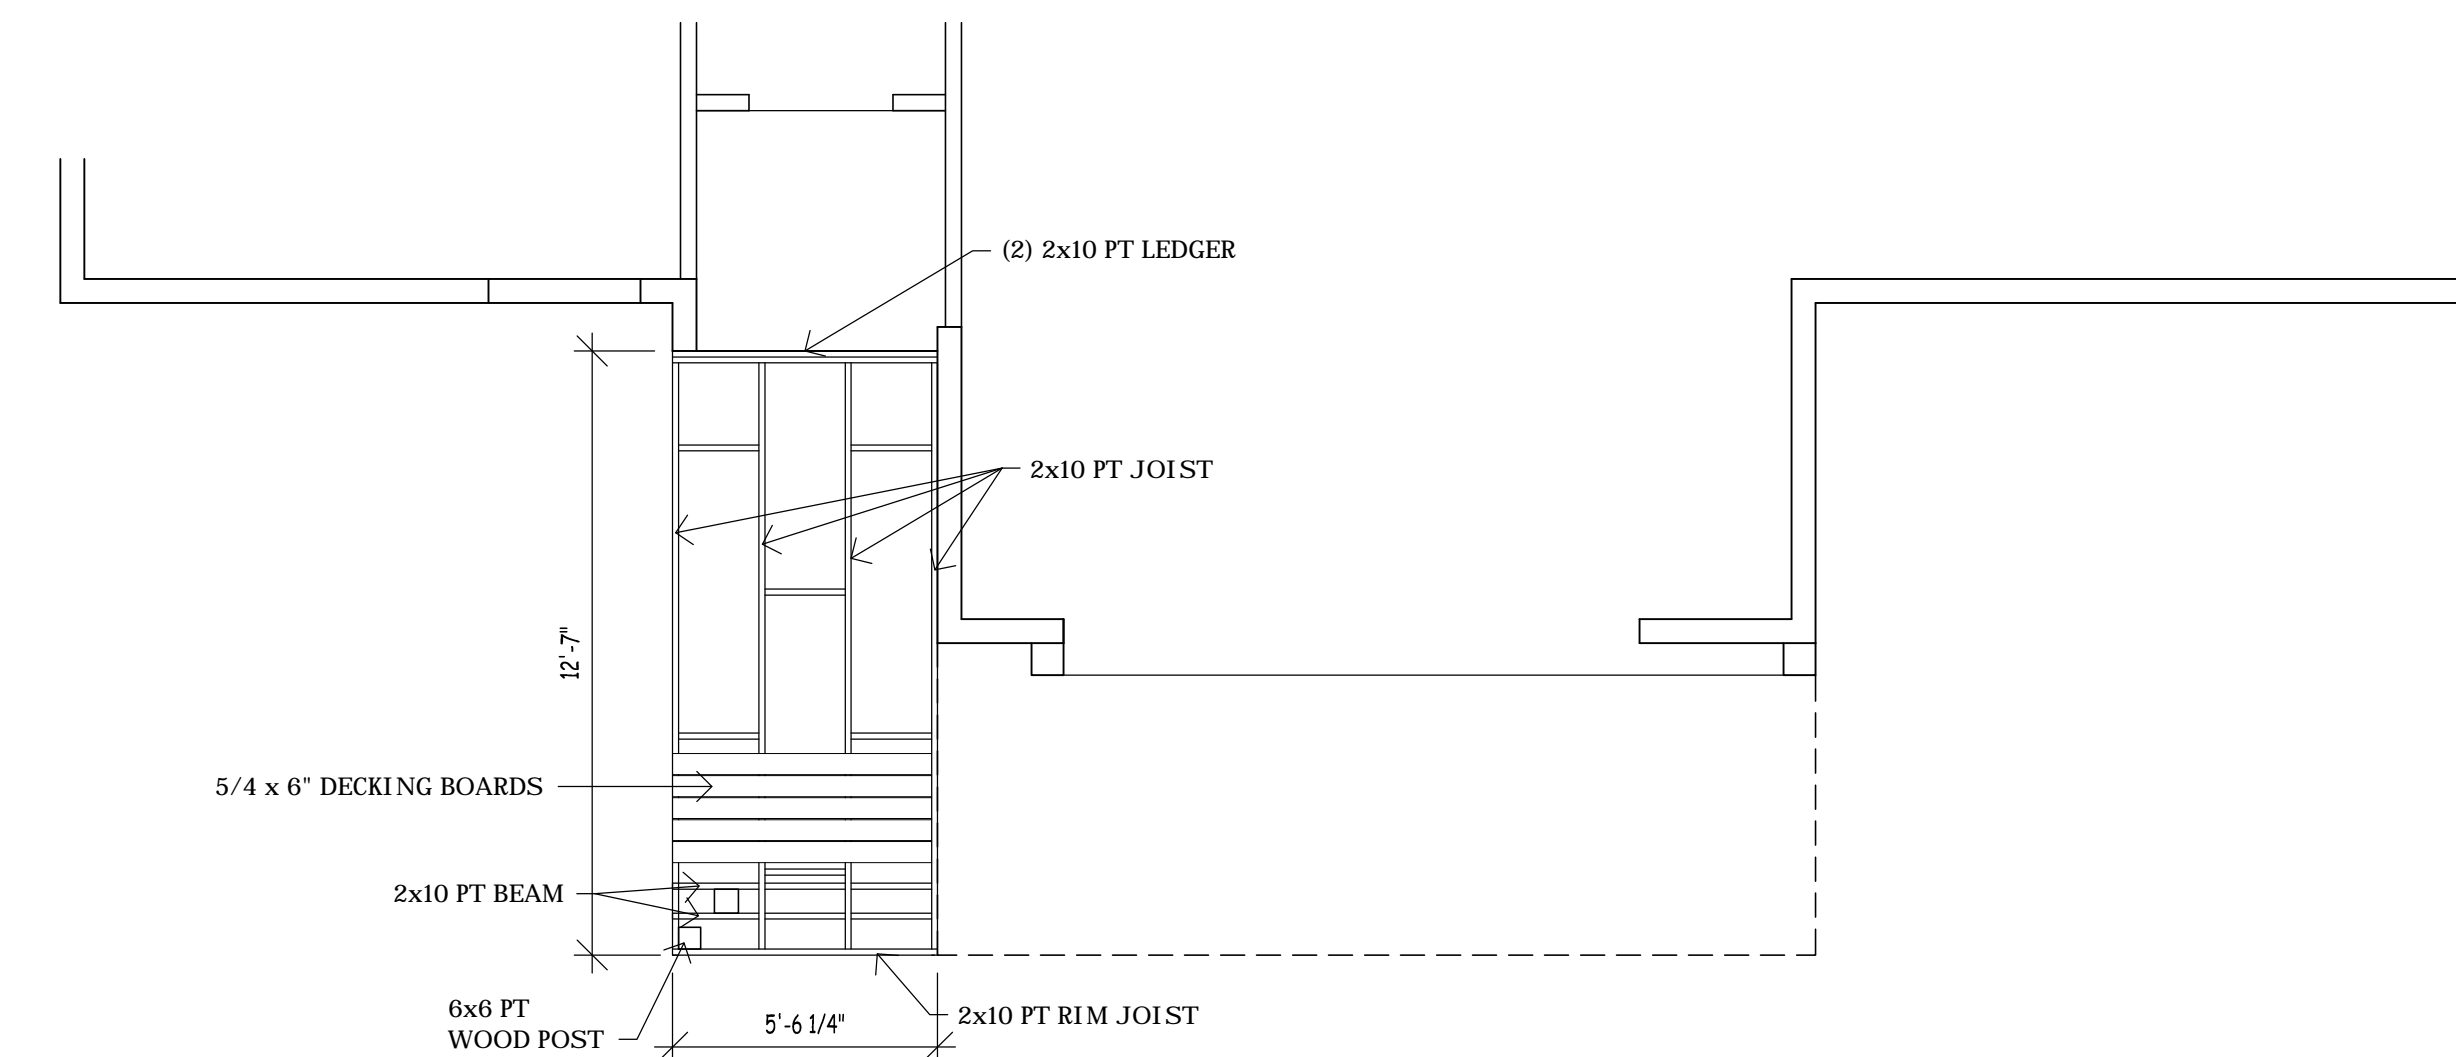 (2) 2x10 PT LEDGER
2x10 PT JOIST
12'-7"
5/4 x 6" DECKING BOARDS
2x10 PT BEAM
6x6 PT
WOOD POST
5'-6 1/4"
2x10 PT RIM JOIST